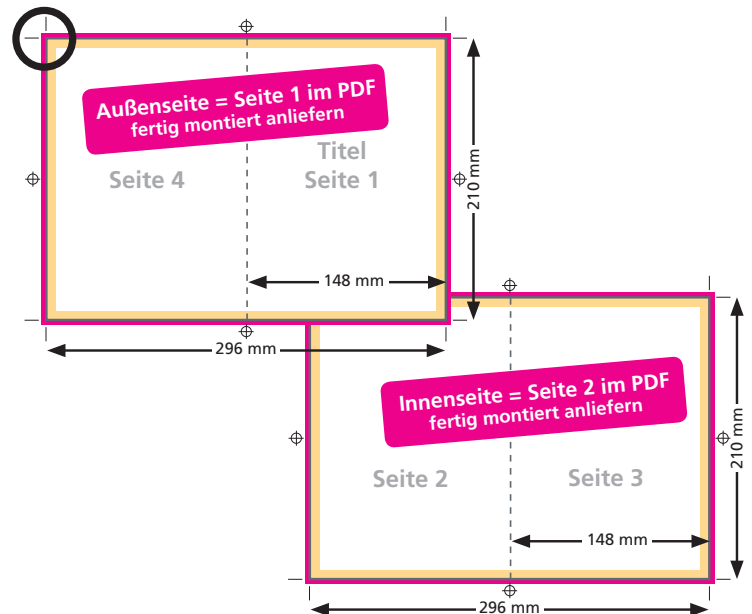 Außenseite = Seite 1 im PDF
fertig montiert anliefern
Titel
Seite 4
Seite 1
210 mm
148 mm
296 mm
Innenseite = Seite 2 im PDF
fertig montiert anliefern
Seite 2
Seite 3
210 mm
148 mm
296 mm